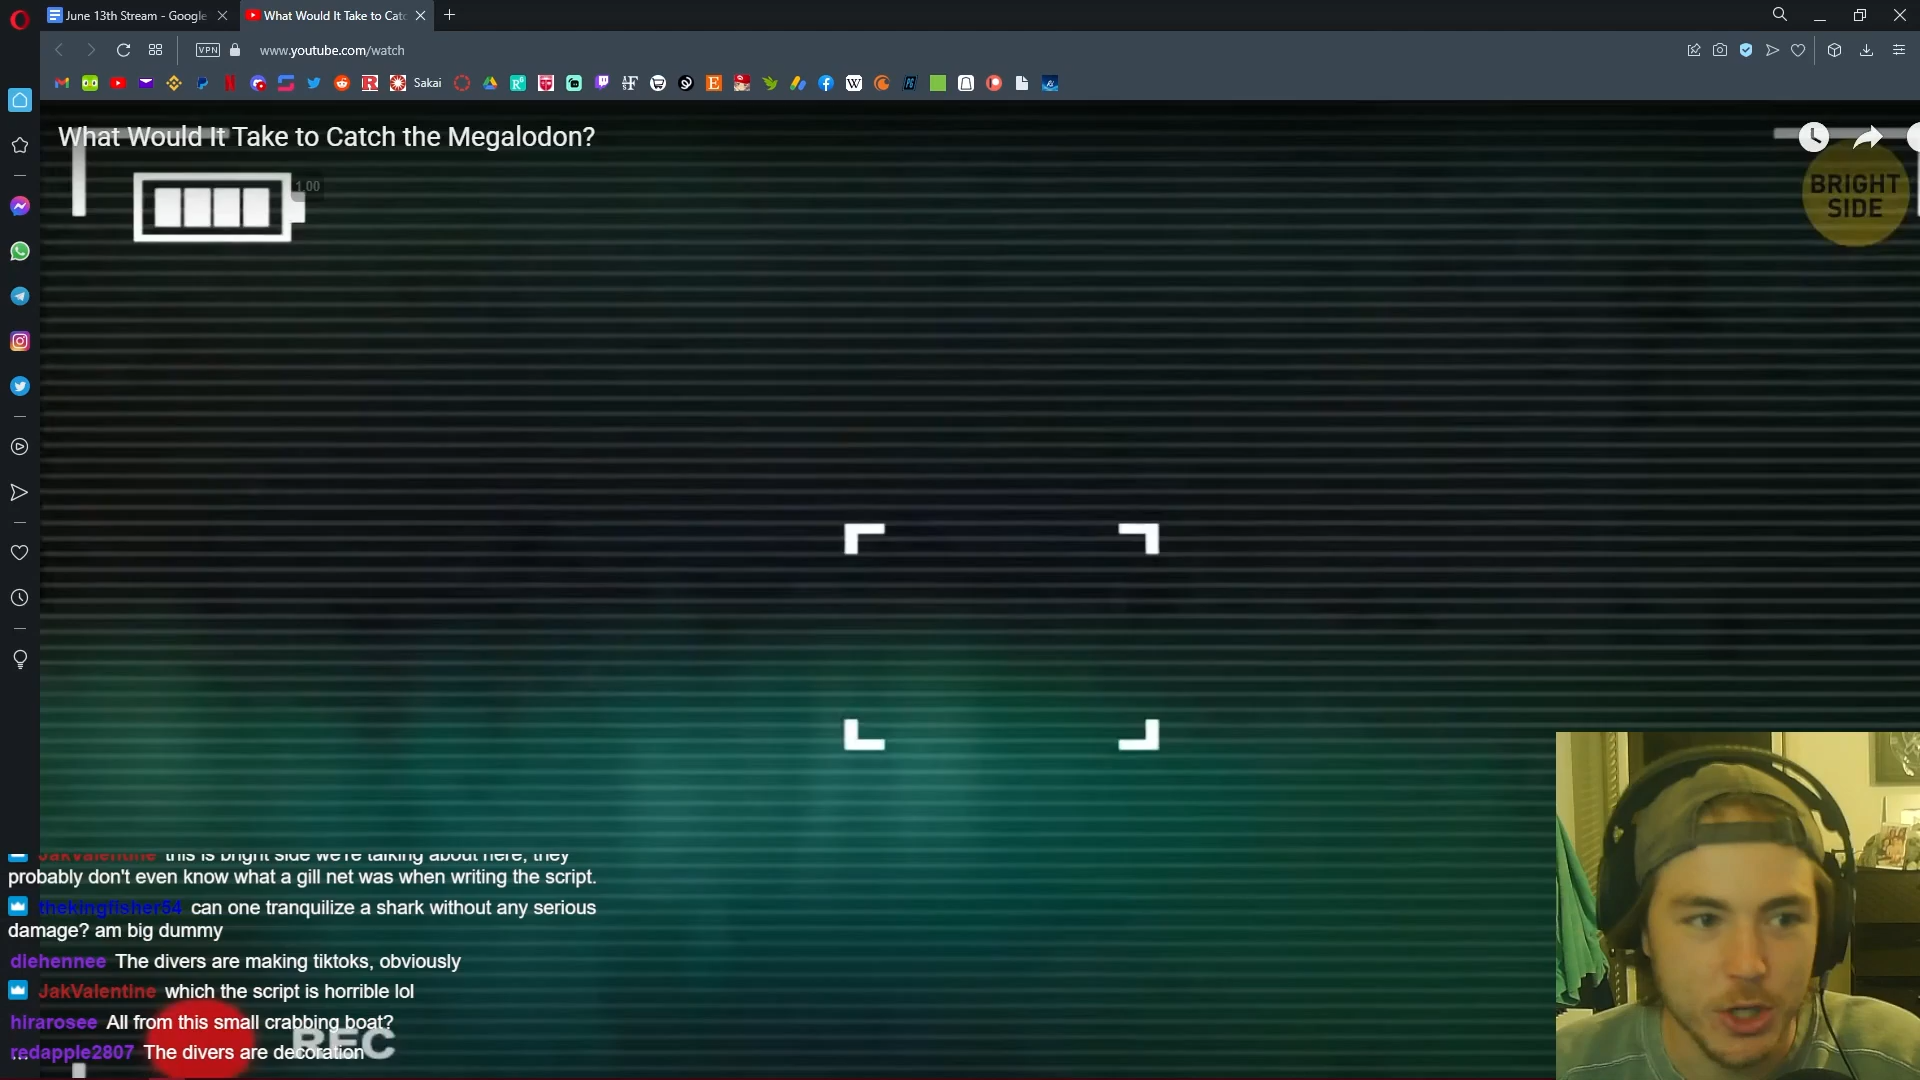 June 13th Stream - Google
What Would It Take to Catc
VPN
www.youtube.com/watch
Sakai
What Would It Take to Catch the Megalodon?
1.00
BRIGHT
SIDE
JakValentine this is bright side we're talking about here, they
probably don't even know what a gill net was when writing the script.
thekingfisher54 can one tranquilize a shark without any serious
damage? am big dummy
diehennee The divers are making tiktoks, obviously
JakValentine which the script is horrible lol
hirarosee All from this small crabbing boat?
REC
redapple2807 The divers are decoration